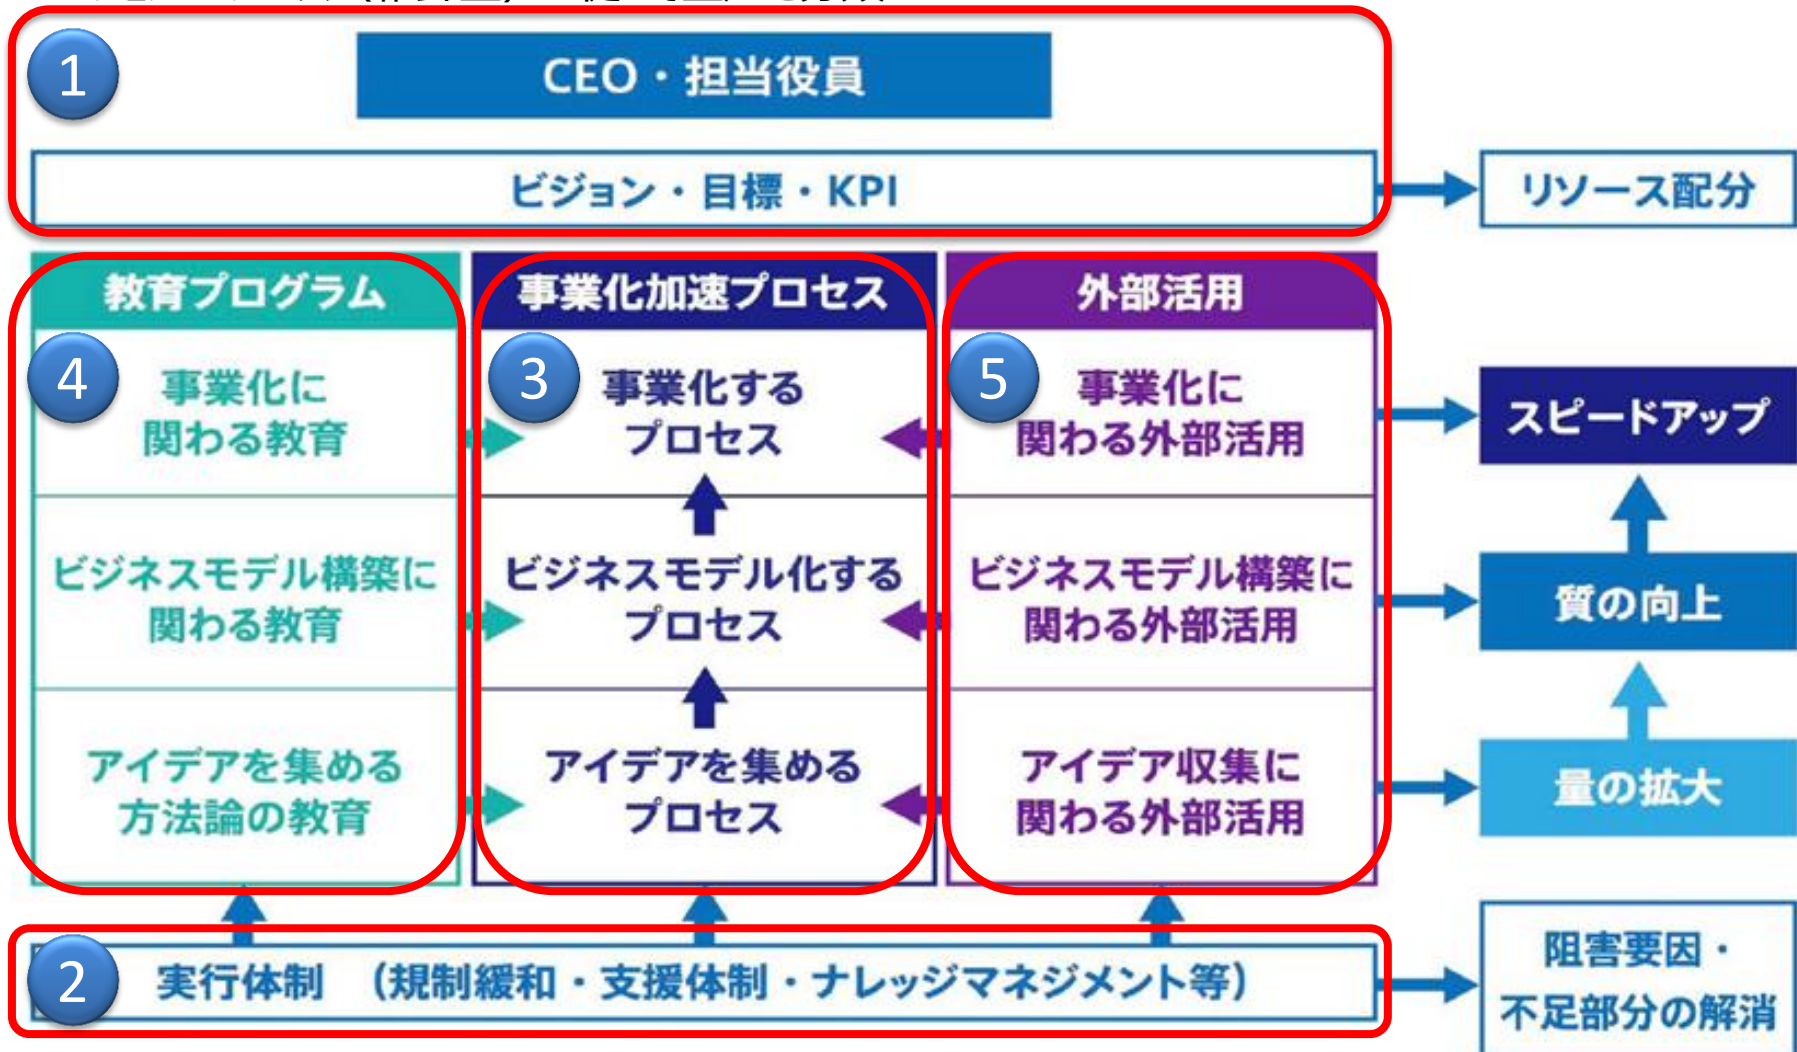 1
CEO・担当役員
ビジョン・目標・KPI
リソース配分
教育プログラム
事業化加速プロセス
外部活用
4
事業化に
関わる教育
3
事業化する
プロセス
5
事業化に
関わる外部活用
スピードアップ
ビジネスモデル構築に
関わる教育
ビジネスモデル化する
プロセス
ビジネスモデル構築に
関わる外部活用
質の向上
アイデアを集める
方法論の教育
アイデアを集める
プロセス
アイデア収集に
関わる外部活用
量の拡大
2
実行体制 （規制緩和・支援体制・ナレッジマネジメント等）
阻害要因・
不足部分の解消